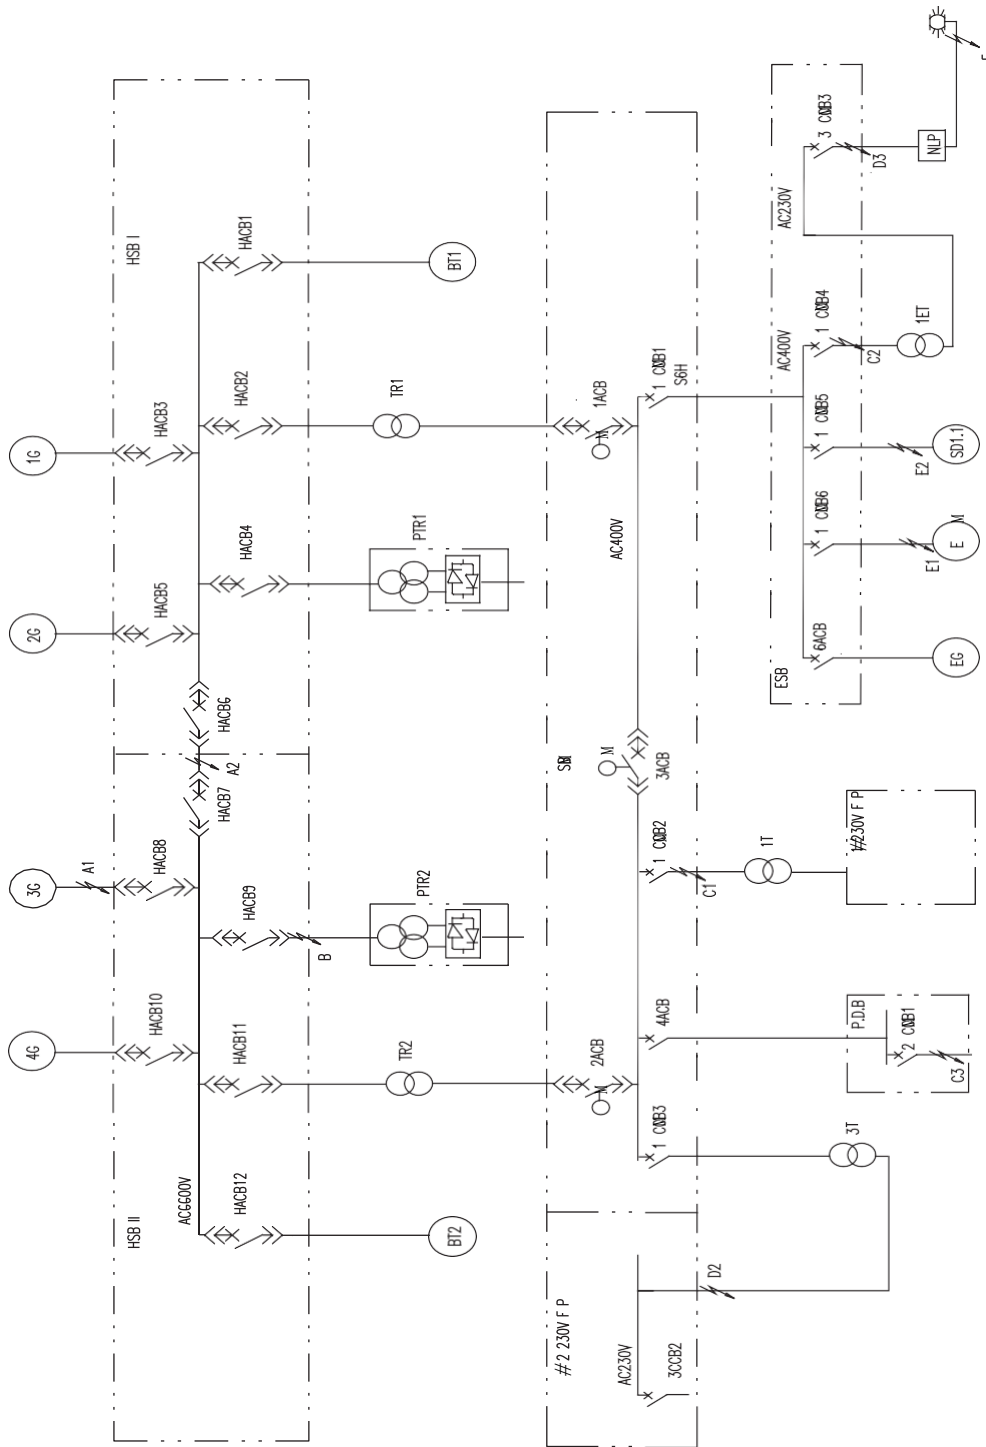 4G
3G
2G
1G
A1
HSB II
HSB I
HACB10
HACB8
HACB5
HACB3
AC6600V
HACB7
HACB6
A2
HACB12
HACB11
HACB9
HACB4
HACB2
HACB1
B
TR2
PTR2
PTR1
TR1
BT2
BT1
#2 230V F P
2ACB
M
M
1ACB
M
AC230V
AC400V
3CCB2
4ACB
3ACB
S6H
D2
C1
1T
ESB
AC400V
AC230V
6ACB
3T
P.D.B
C3
C2
D3
E1
E2
1ET
NLP
EG
E
M
SD1.1